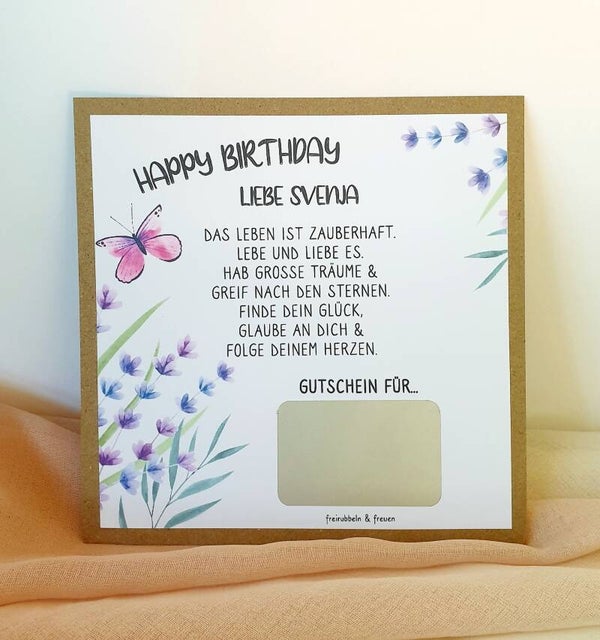 HAPPY BIRTHDAY
LIEBE SVENJA
DAS LEBEN IST ZAUBERHAFT.
LEBE UND LIEBE ES.
HAB GROSSE TRÄUME &
GREIF NACH DEN STERNEN.
FINDE DEIN GLÜCK,
GLAUBE AN DICH &
FOLGE DEINEM HERZEN.
GUTSCHEIN FÜR...
freirubbeln & freuen